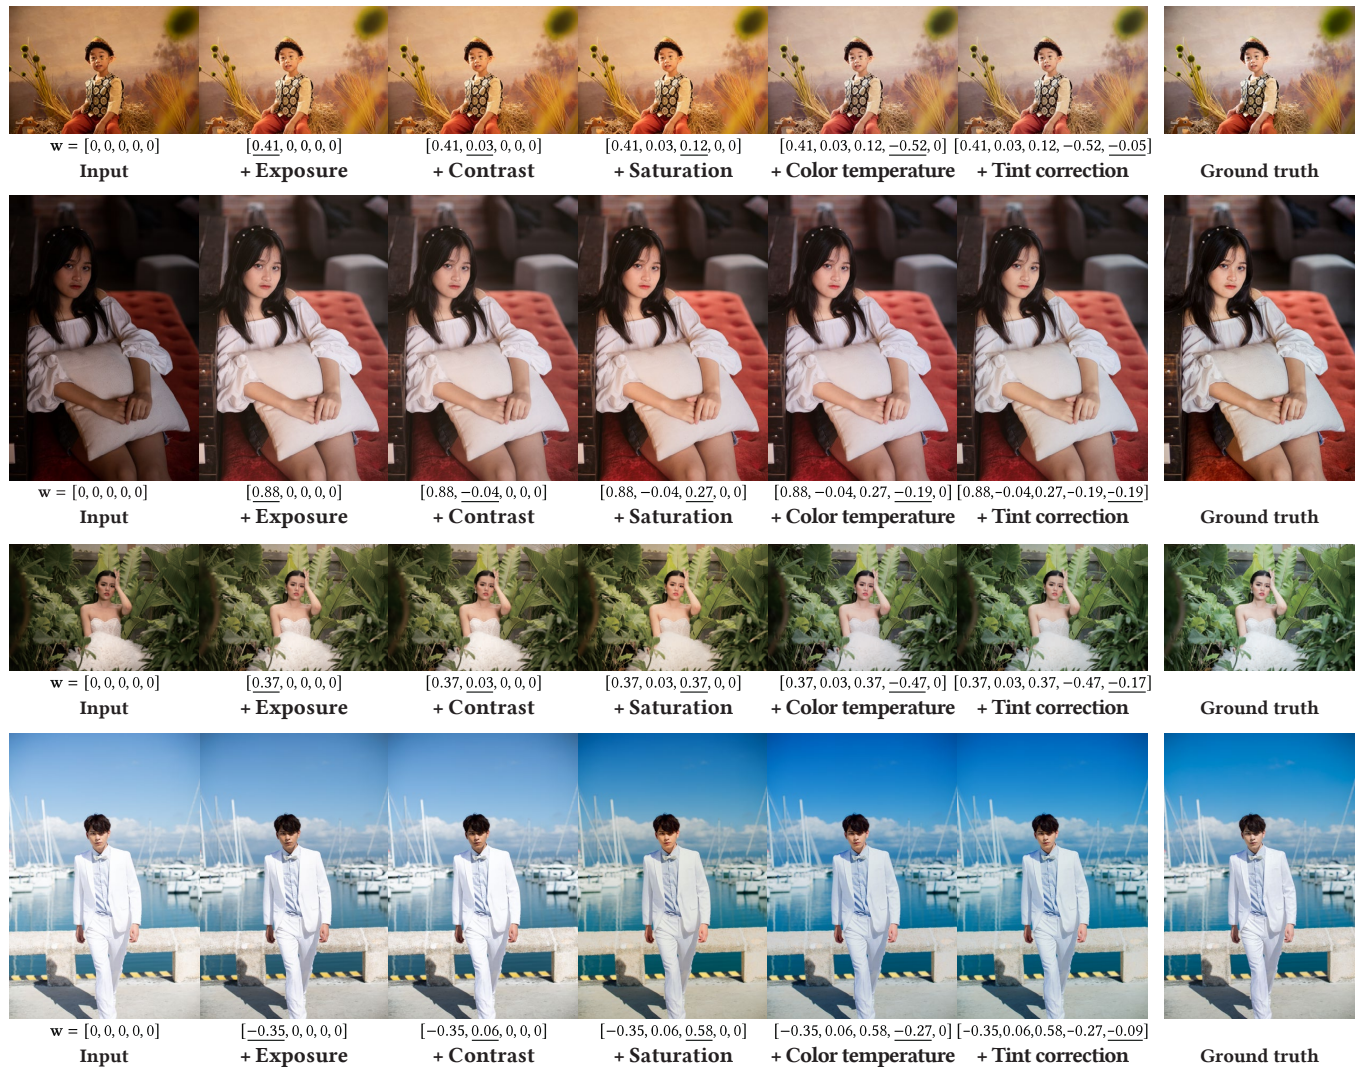 w = [0, 0, 0, 0, 0] [0.41, 0, 0, 0, 0] [0.41, 0.03, 0, 0, 0] [0.41, 0.03, 0.12, 0, 0] [0.41, 0.03, 0.12, −0.52, 0] [0.41, 0.03, 0.12, −0.52, −0.05]
Input + Exposure + Contrast + Saturation + Color temperature + Tint correction Ground truth
w = [0, 0, 0, 0, 0] [0.88, 0, 0, 0, 0] [0.88, −0.04, 0, 0, 0] [0.88, −0.04, 0.27, 0, 0] [0.88, −0.04, 0.27, −0.19, 0] [0.88,−0.04,0.27,−0.19,−0.19]
Input + Exposure + Contrast + Saturation + Color temperature + Tint correction Ground truth
w = [0, 0, 0, 0, 0] [0.37, 0, 0, 0, 0] [0.37, 0.03, 0, 0, 0] [0.37, 0.03, 0.37, 0, 0] [0.37, 0.03, 0.37, −0.47, 0] [0.37, 0.03, 0.37, −0.47, −0.17]
Input + Exposure + Contrast + Saturation + Color temperature + Tint correction Ground truth
w = [0, 0, 0, 0, 0] [−0.35, 0, 0, 0, 0] [−0.35, 0.06, 0, 0, 0] [−0.35, 0.06, 0.58, 0, 0] [−0.35, 0.06, 0.58, −0.27, 0] [−0.35,0.06,0.58,−0.27,−0.09]
Input + Exposure + Contrast + Saturation + Color temperature + Tint correction Ground truth